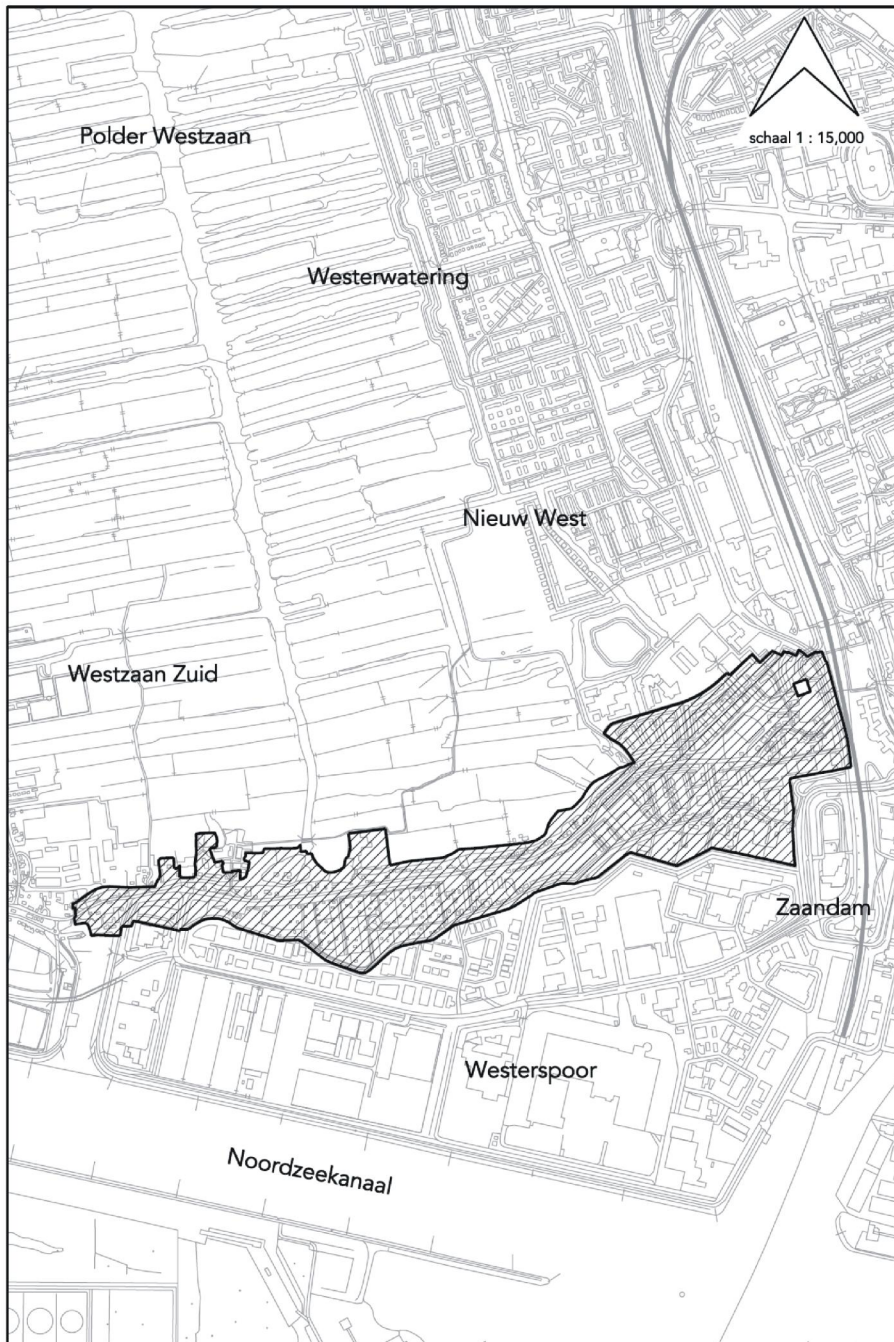 Polder Westzaan
schaal 1 : 15,000
Westerwatering
Nieuw West
Westzaan Zuid
Zaandam
Westerspoor
Noordzeekanaal